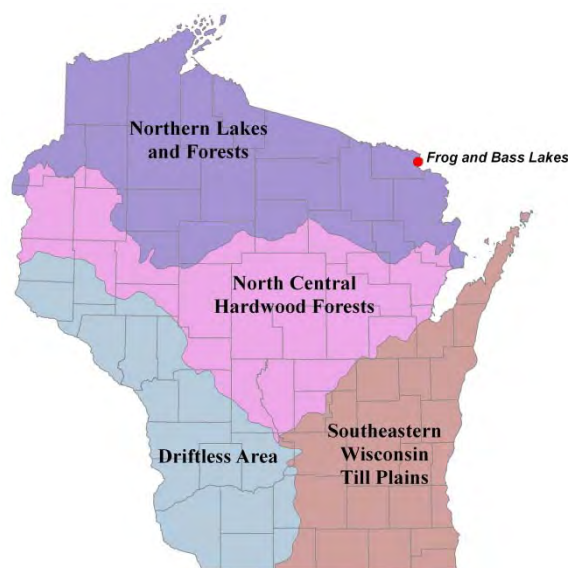 Northern Lakes
and Forests
Frog and Bass Lakes
North Central
Hardwood Forests
Driftless Area
Southeastern
Wisconsin
Till Plains